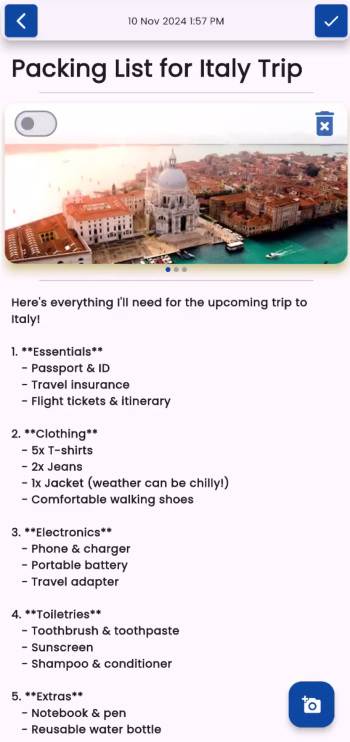 10 Nov 2024 1:57 PM
Packing List for Italy Trip
Here's everything I'll need for the upcoming trip to
Italy!
1. **Essentials**
- Passport & ID
- Travel insurance
- Flight tickets & itinerary
2. **Clothing**
- 5x T-shirts
- 2x Jeans
- 1x Jacket (weather can be chilly!)
- Comfortable walking shoes
3. **Electronics**
- Phone & charger
- Portable battery
- Travel adapter
4. **Toiletries**
- Toothbrush & toothpaste
- Sunscreen
- Shampoo & conditioner
5. **Extras**
- Notebook & pen
- Reusable water bottle